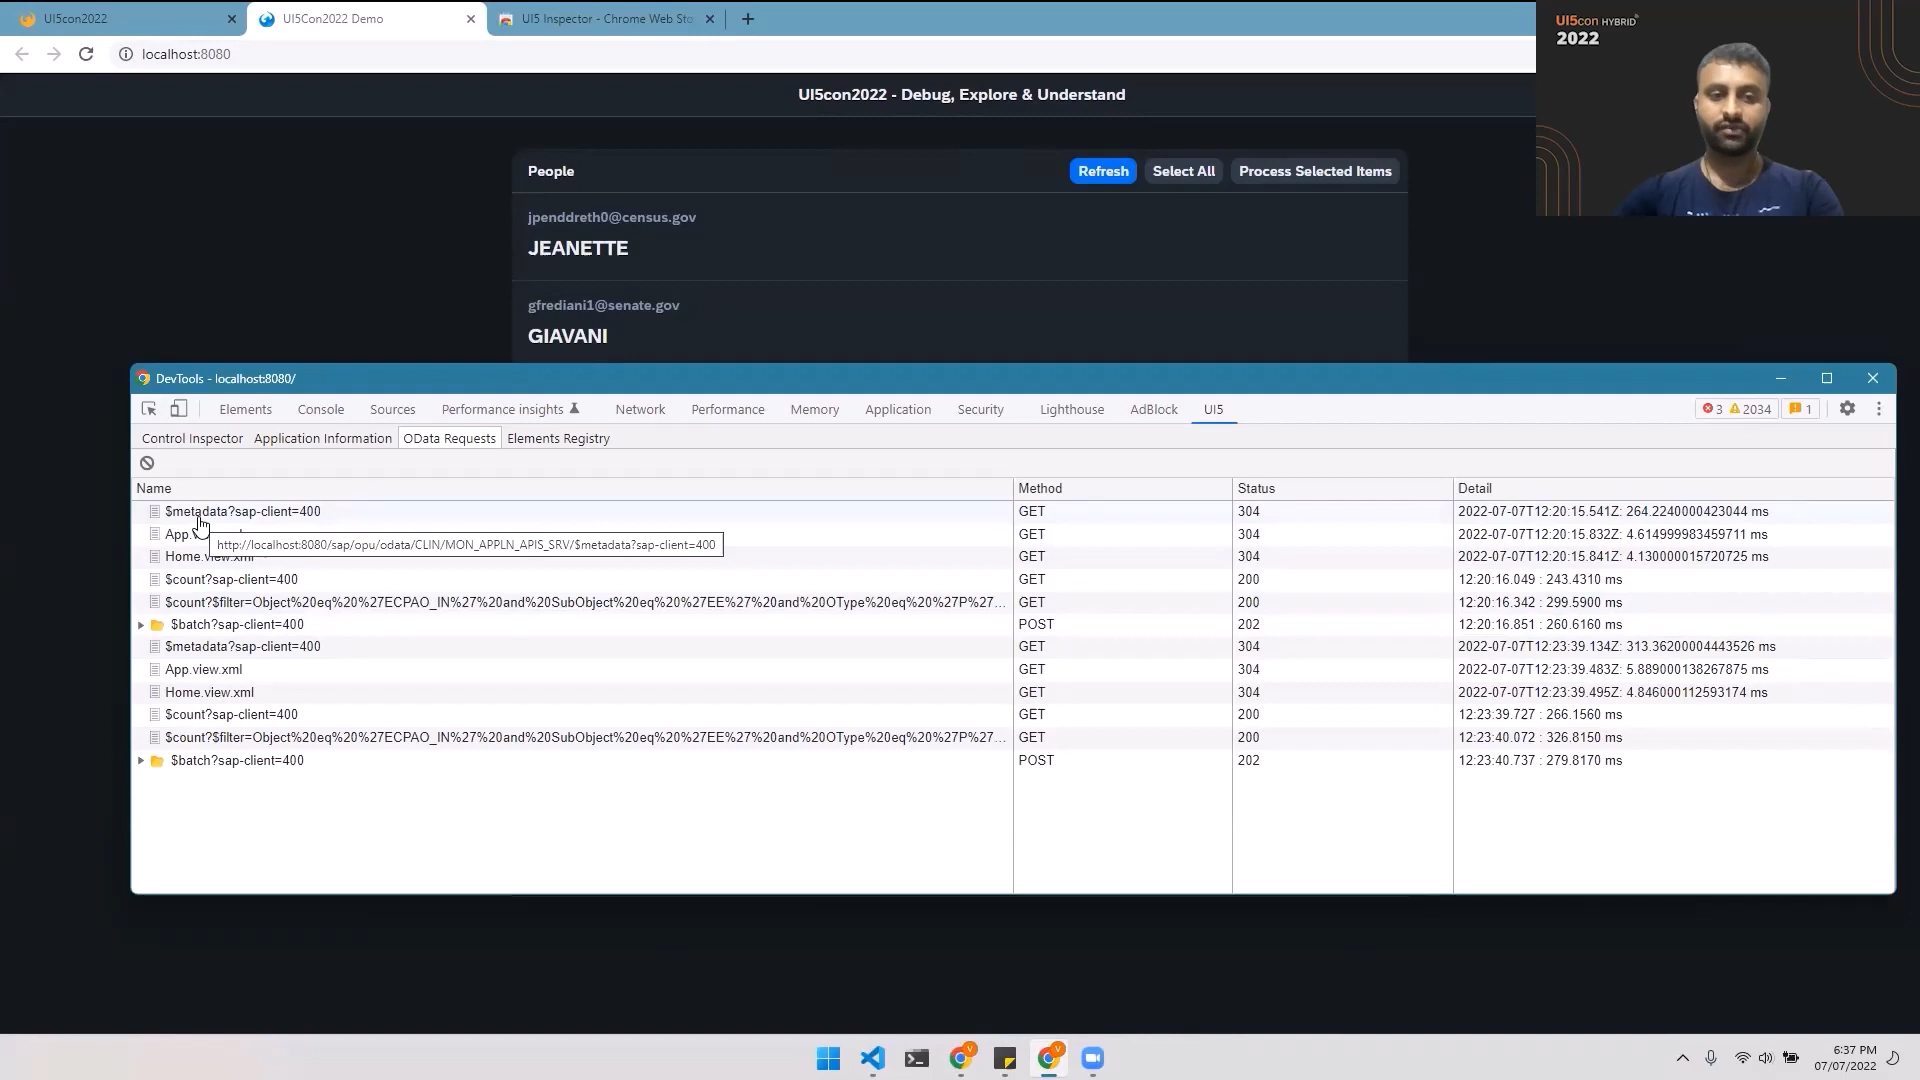 UI5con2022
UI5Con2022 Demo
UI5 Inspector - Chrome Web Sto
localhost:8080
UI5con HYBRID
2022
UI5con2022 - Debug, Explore & Understand
People
Refresh
Select All
Process Selected Items
jpenddreth0@census.gov
JEANETTE
gfrediani1@senate.gov
GIAVANI
DevTools - localhost:8080/
Elements
Console
Sources
Performance insights
Network
Performance
Memory
Application
Security
Lighthouse
AdBlock
UI5
3
2034
1
Control Inspector
Application Information
OData Requests
Elements Registry
Name
Method
Status
Detail
$metadata?sap-client=400
GET
304
2022-07-07T12:20:15.541Z: 264.2240000423044 ms
GET
304
2022-07-07T12:20:15.832Z: 4.614999983459711 ms
http://localhost:8080/sap/opu/odata/CLIN/MON_APPLN_APIS_SRV/$metadata?sap-client=400
Home.view.xml
GET
304
2022-07-07T12:20:15.841Z: 4.130000015720725 ms
$count?sap-client=400
GET
200
12:20:16.049 : 243.4310 ms
$count?$filter=Object%20eq%20%27ECPAO_IN%27%20and%20SubObject%20eq%20%27EE%27%20and%20OType%20eq%20%27P%27...
GET
200
12:20:16.342 : 299.5900 ms
$batch?sap-client=400
POST
202
12:20:16.851 : 260.6160 ms
$metadata?sap-client=400
GET
304
2022-07-07T12:23:39.134Z: 313.36200004443526 ms
App.view.xml
GET
304
2022-07-07T12:23:39.483Z: 5.889000138267875 ms
Home.view.xml
GET
304
2022-07-07T12:23:39.495Z: 4.846000112593174 ms
$count?sap-client=400
GET
200
12:23:39.727 : 266.1560 ms
$count?$filter=Object%20eq%20%27ECPAO_IN%27%20and%20SubObject%20eq%20%27EE%27%20and%20OType%20eq%20%27P%27...
GET
200
12:23:40.072 : 326.8150 ms
$batch?sap-client=400
POST
202
12:23:40.737 : 279.8170 ms
V
V
6:37 PM
07/07/2022